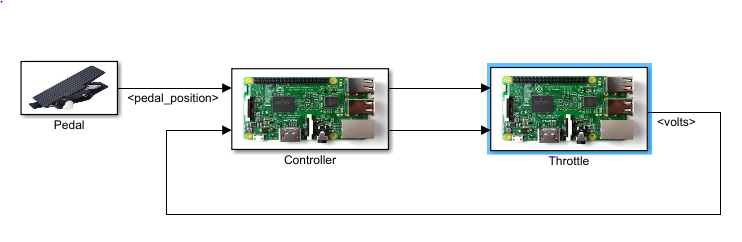 <pedal_position>
Pedal
<volts>
Controller
Throttle